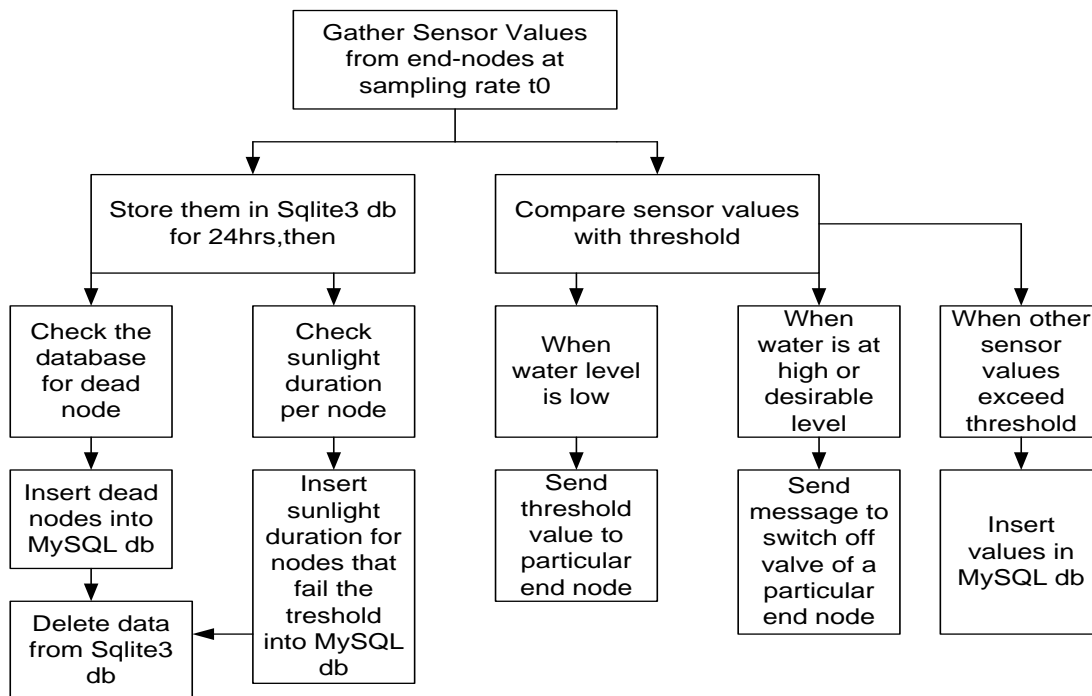 Gather Sensor Values
from end-nodes at
sampling rate t0
Store them in Sqlite3 db
for 24hrs,then
Compare sensor values
with threshold
Check the
database
for dead
node
Check
sunlight
duration
per node
When
water level
is low
When
water is at
high or
desirable
level
When other
sensor
values
exceed
threshold
Insert dead
nodes into
MySQL db
Insert
sunlight
duration for
nodes that
fail the
treshold
into MySQL
db
Send
threshold
value to
particular
end node
Send
message to
switch off
valve of a
particular
end node
Insert
values in
MySQL db
Delete data
from Sqlite3
db